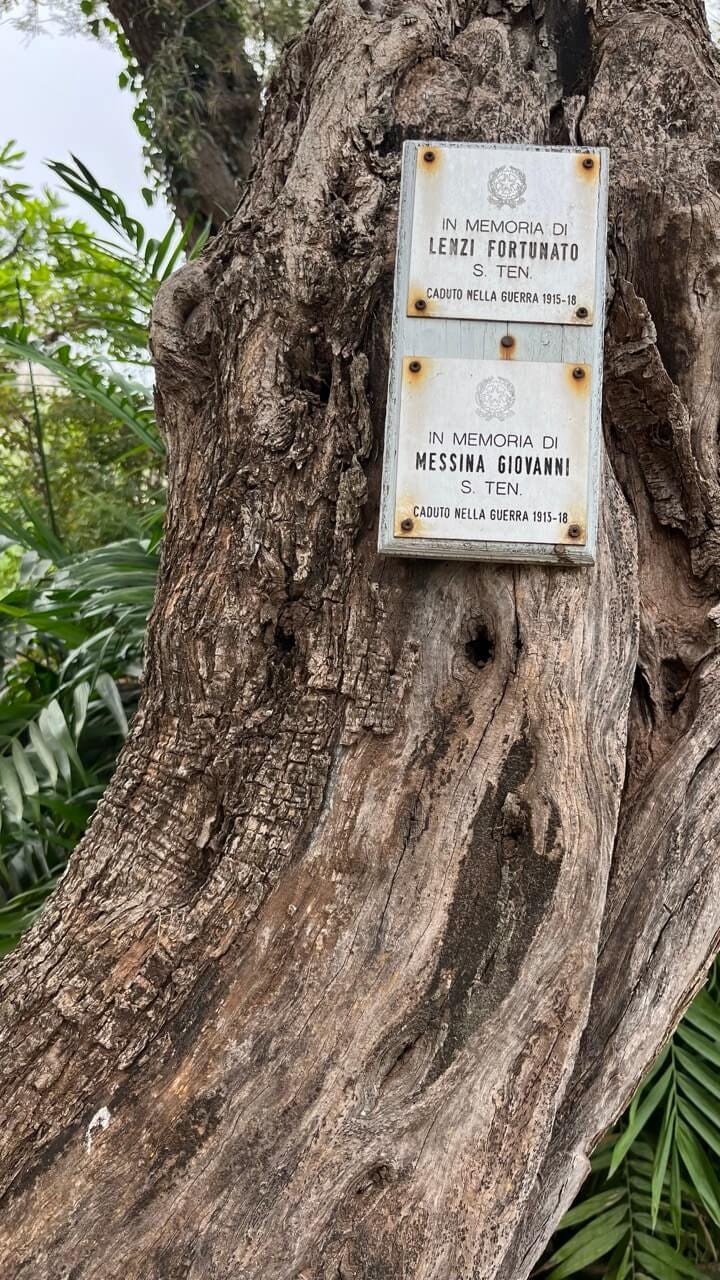 IN MEMORIA DI
LENZI FORTUNATO
S. TEN.
CADUTO NELLA GUERRA 1915-18
IN MEMORIA DI
MESSINA GIOVANNI
S. TEN.
CADUTO NELLA GUERRA 1915-18